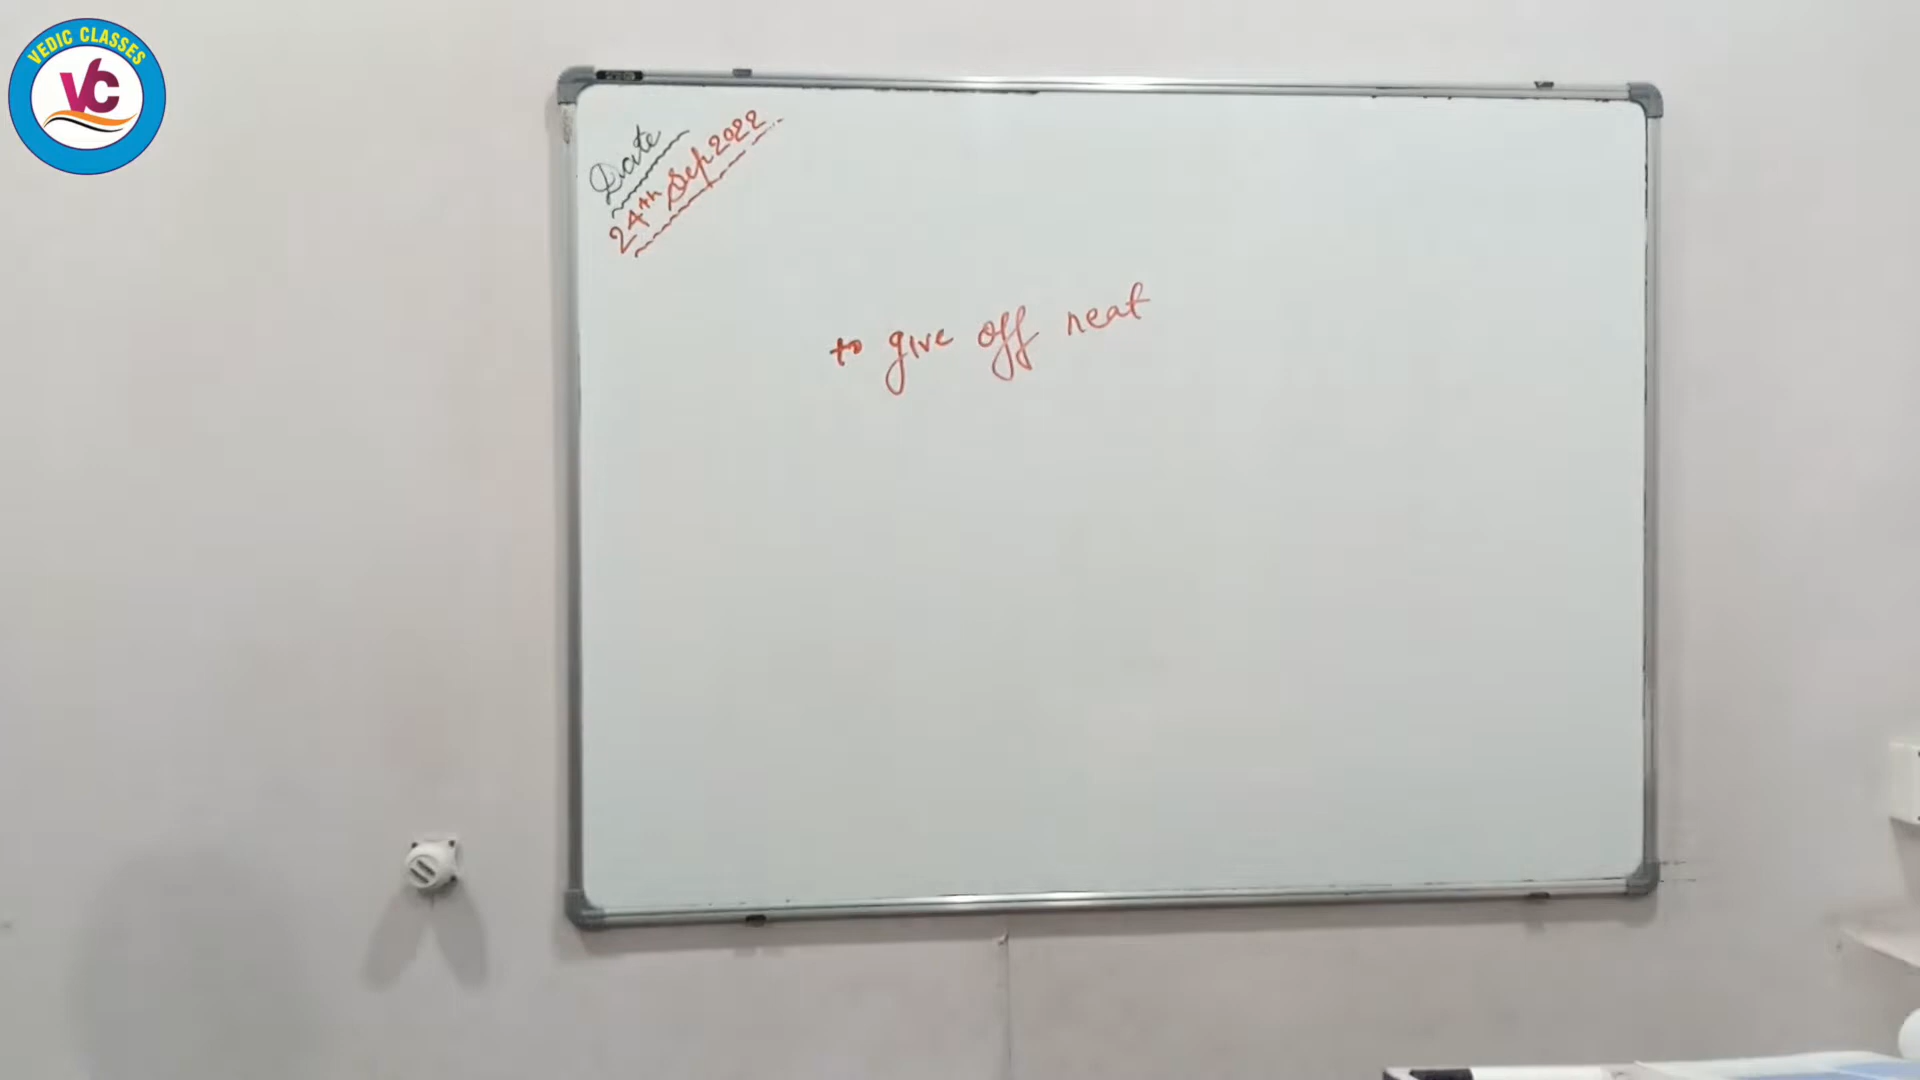 VEDIC CLASSES
VC
Date
24th Sep 2022
to give off neat